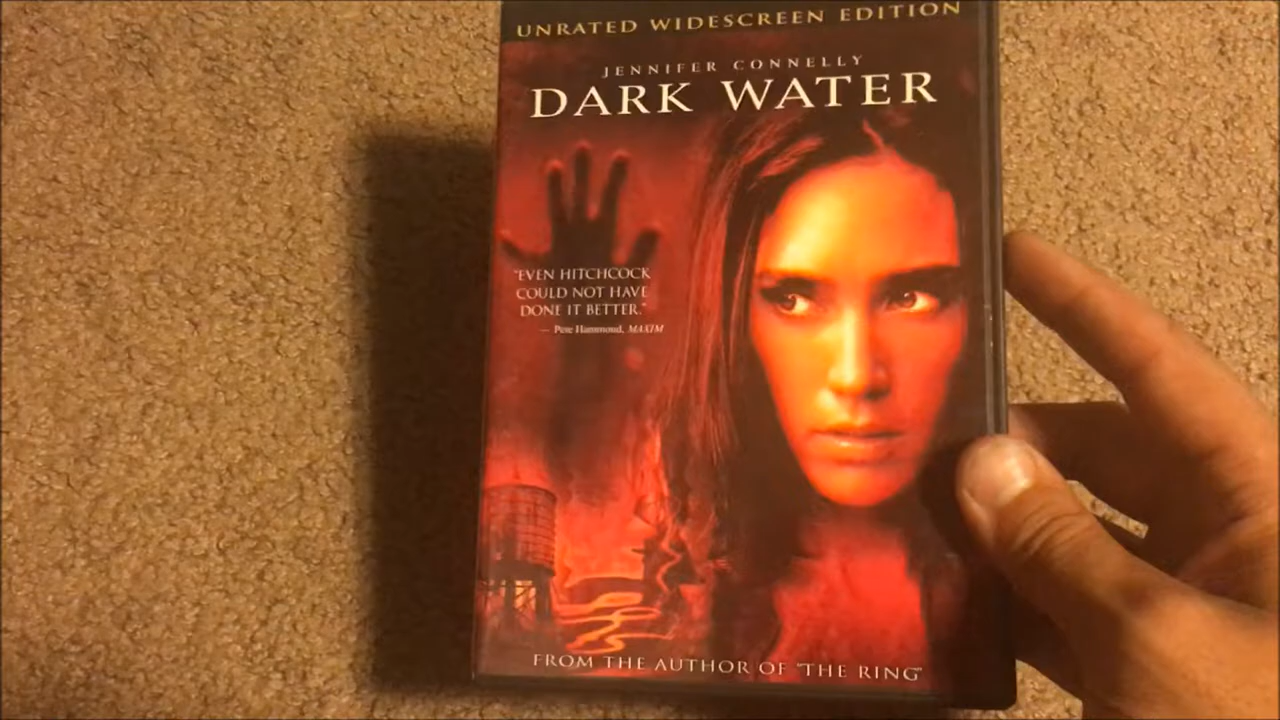 UNRATED WIDESCREEN EDITION
JENNIFER CONNELLY
DARK WATER
"EVEN HITCHCOCK
COULD NOT HAVE
DONE IT BETTER."
— Pete Hammond, MAXIM
FROM THE AUTHOR OF "THE RING"